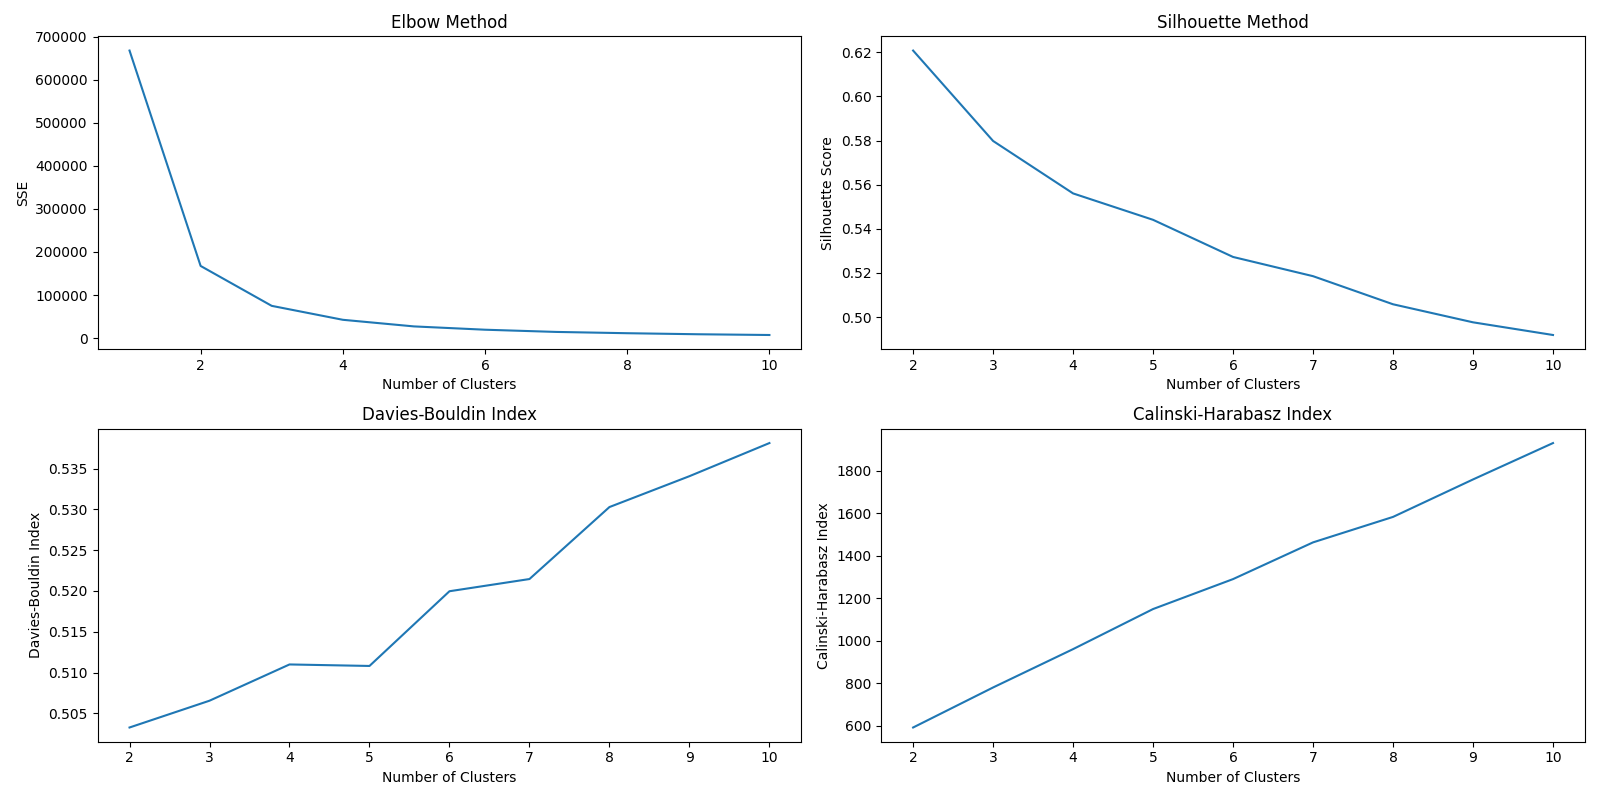 Elbow Method
700000
600000
500000
400000
300000
200000
100000
0
SSE
2 4 6 8 10
Number of Clusters
Silhouette Method
0.62
0.60
0.58
0.56
0.54
0.52
0.50
Silhouette Score
2 3 4 5 6 7 8 9 10
Number of Clusters
Davies-Bouldin Index
0.535
0.530
0.525
0.520
0.515
0.510
0.505
Davies-Bouldin Index
2 3 4 5 6 7 8 9 10
Number of Clusters
Calinski-Harabasz Index
1800
1600
1400
1200
1000
800
600
Calinski-Harabasz Index
2 3 4 5 6 7 8 9 10
Number of Clusters